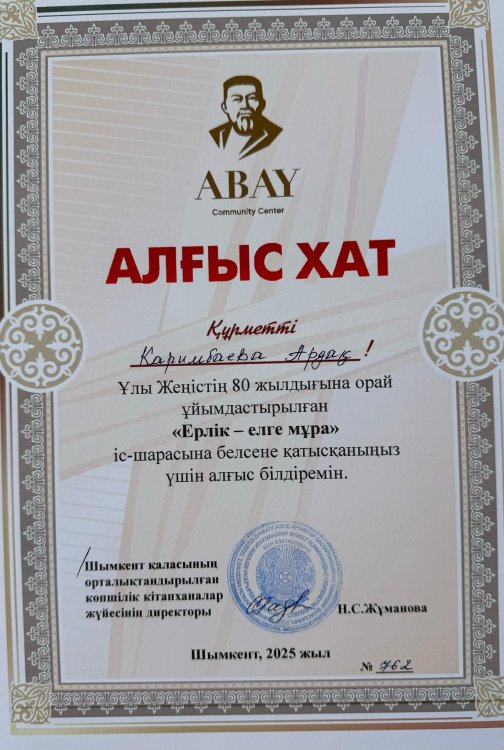 ABAY
Community Center
АЛҒЫС ХАТ
Құрметті
Каримбаева Ардақ !
Ұлы Жеңістің 80 жылдығына орай
ұйымдастырылған
«Ерлік – елге мұра»
іс-шарасына белсене қатысқаныңыз
үшін алғыс білдіремін.
Шымкент қаласының
орталықтандырылған
көпшілік кітапханалар
жүйесінің директоры
Н.С.Жұманова
Шымкент, 2025 жыл
№ 762